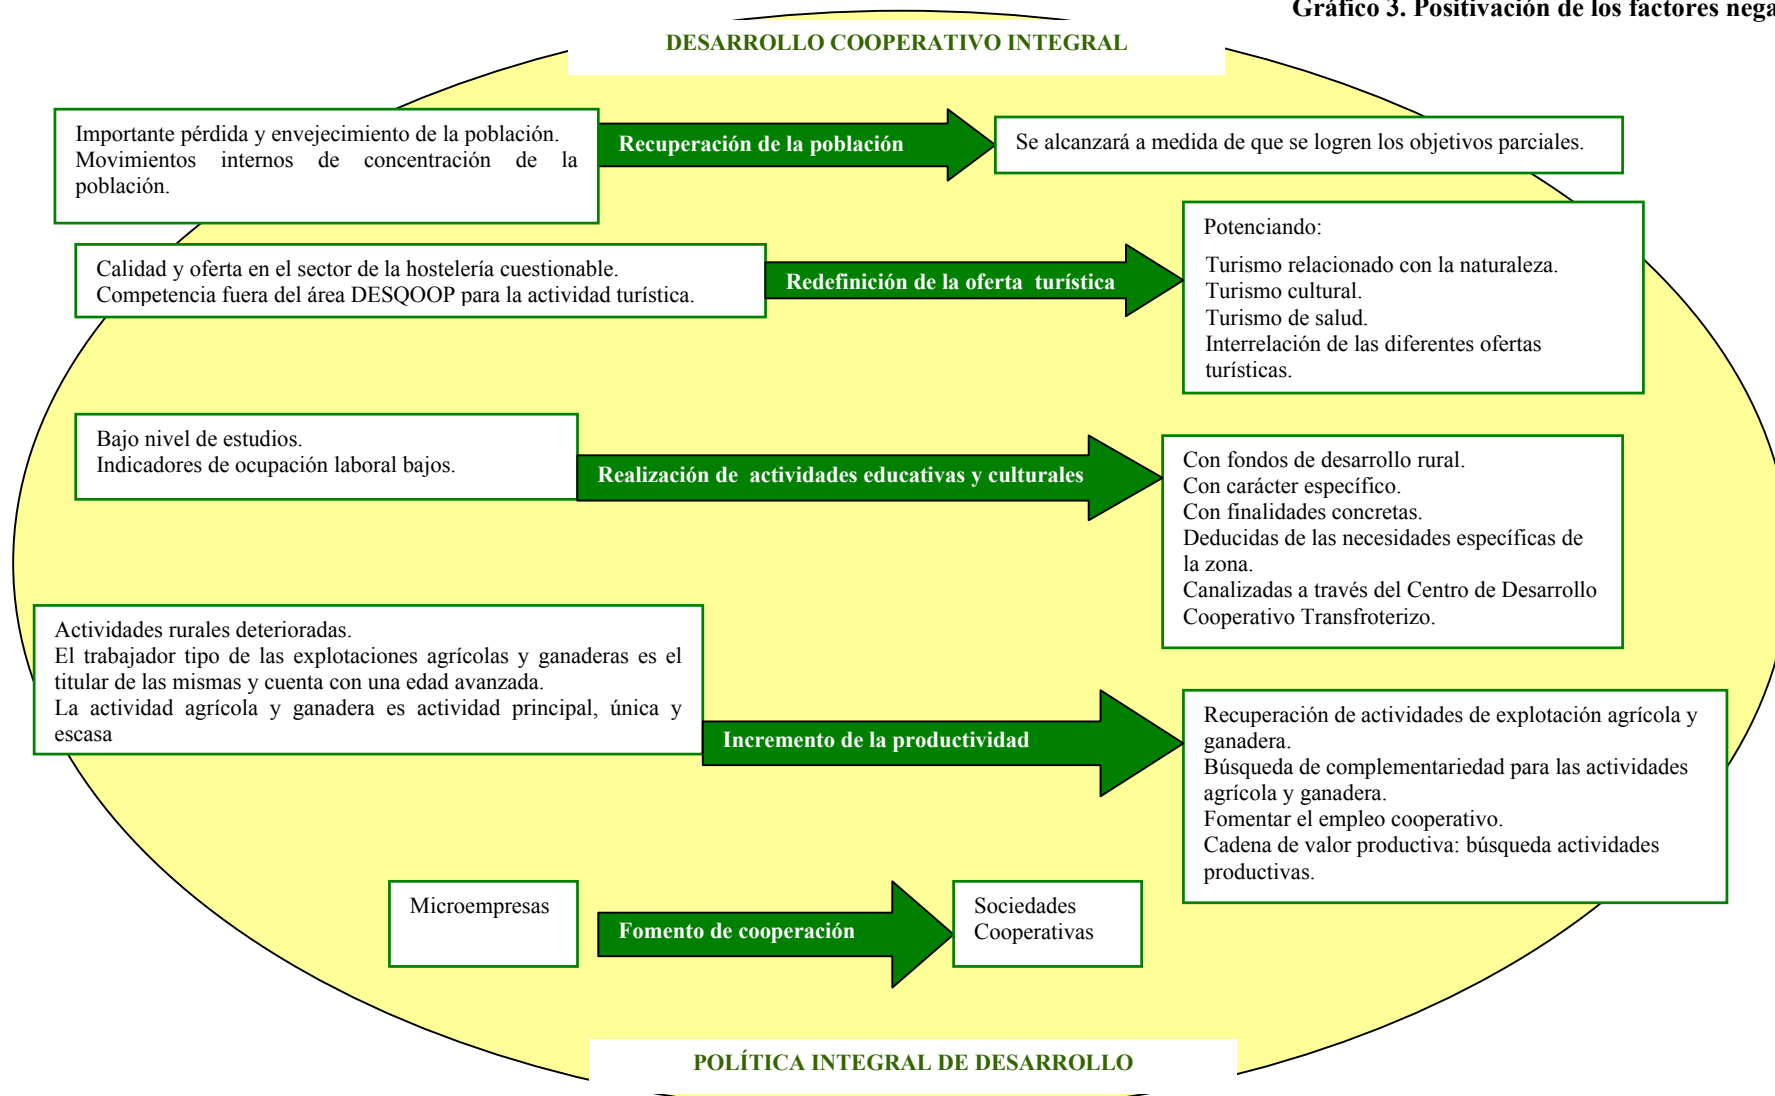 Gráfico 3. Positivación de los factores nega
DESARROLLO COOPERATIVO INTEGRAL
Importante pérdida y envejecimiento de la población.
Movimientos internos de concentración de la
población.
Recuperación de la población
Se alcanzará a medida de que se logren los objetivos parciales.
Calidad y oferta en el sector de la hostelería cuestionable.
Competencia fuera del área DESQOOP para la actividad turística.
Redefinición de la oferta turística
Potenciando:
Turismo relacionado con la naturaleza.
Turismo cultural.
Turismo de salud.
Interrelación de las diferentes ofertas
turísticas.
Bajo nivel de estudios.
Indicadores de ocupación laboral bajos.
Realización de actividades educativas y culturales
Con fondos de desarrollo rural.
Con carácter específico.
Con finalidades concretas.
Deducidas de las necesidades específicas de
la zona.
Canalizadas a través del Centro de Desarrollo
Cooperativo Transfroterizo.
Actividades rurales deterioradas.
El trabajador tipo de las explotaciones agrícolas y ganaderas es el
titular de las mismas y cuenta con una edad avanzada.
La actividad agrícola y ganadera es actividad principal, única y
escasa
Incremento de la productividad
Recuperación de actividades de explotación agrícola y
ganadera.
Búsqueda de complementariedad para las actividades
agrícola y ganadera.
Fomentar el empleo cooperativo.
Cadena de valor productiva: búsqueda actividades
productivas.
Microempresas
Fomento de cooperación
Sociedades
Cooperativas
POLÍTICA INTEGRAL DE DESARROLLO